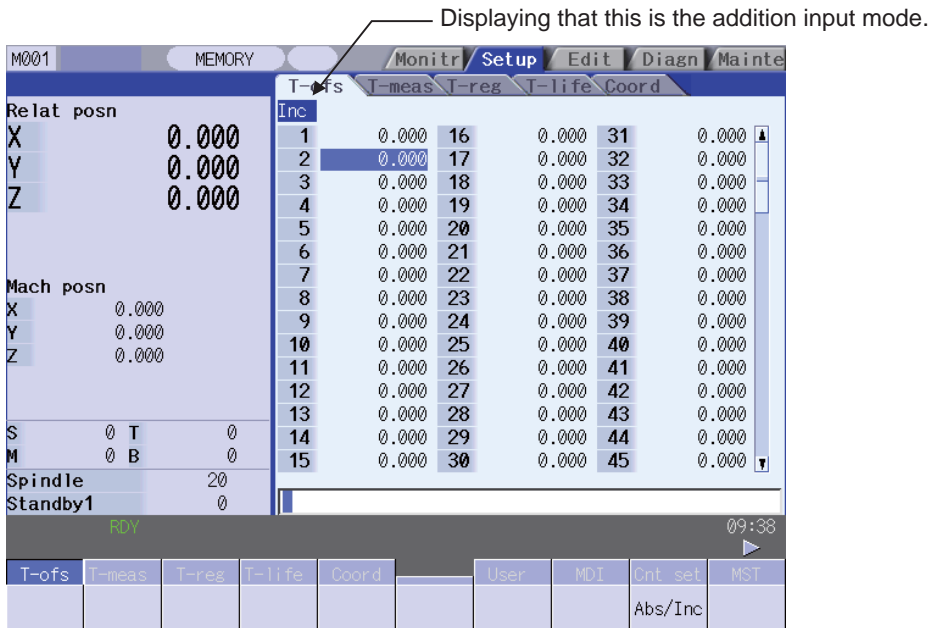 Displaying that this is the addition input mode.
M001 MEMORY Monitr Setup Edit Diagn Mainte
T-ofs T-meas T-reg T-life Coord
Relat posn Inc
X 0.000
Y 0.000
Z 0.000
1 0.000 16 0.000 31 0.000
2 0.000 17 0.000 32 0.000
3 0.000 18 0.000 33 0.000
4 0.000 19 0.000 34 0.000
5 0.000 20 0.000 35 0.000
6 0.000 21 0.000 36 0.000
7 0.000 22 0.000 37 0.000
8 0.000 23 0.000 38 0.000
9 0.000 24 0.000 39 0.000
10 0.000 25 0.000 40 0.000
11 0.000 26 0.000 41 0.000
12 0.000 27 0.000 42 0.000
13 0.000 28 0.000 43 0.000
14 0.000 29 0.000 44 0.000
15 0.000 30 0.000 45 0.000
Mach posn
X 0.000
Y 0.000
Z 0.000
S 0 T 0
M 0 B 0
Spindle 20
Standby1 0
RDY 09:38
T-ofs T-meas T-reg T-life Coord User MDI Cnt set MST
Abs/Inc